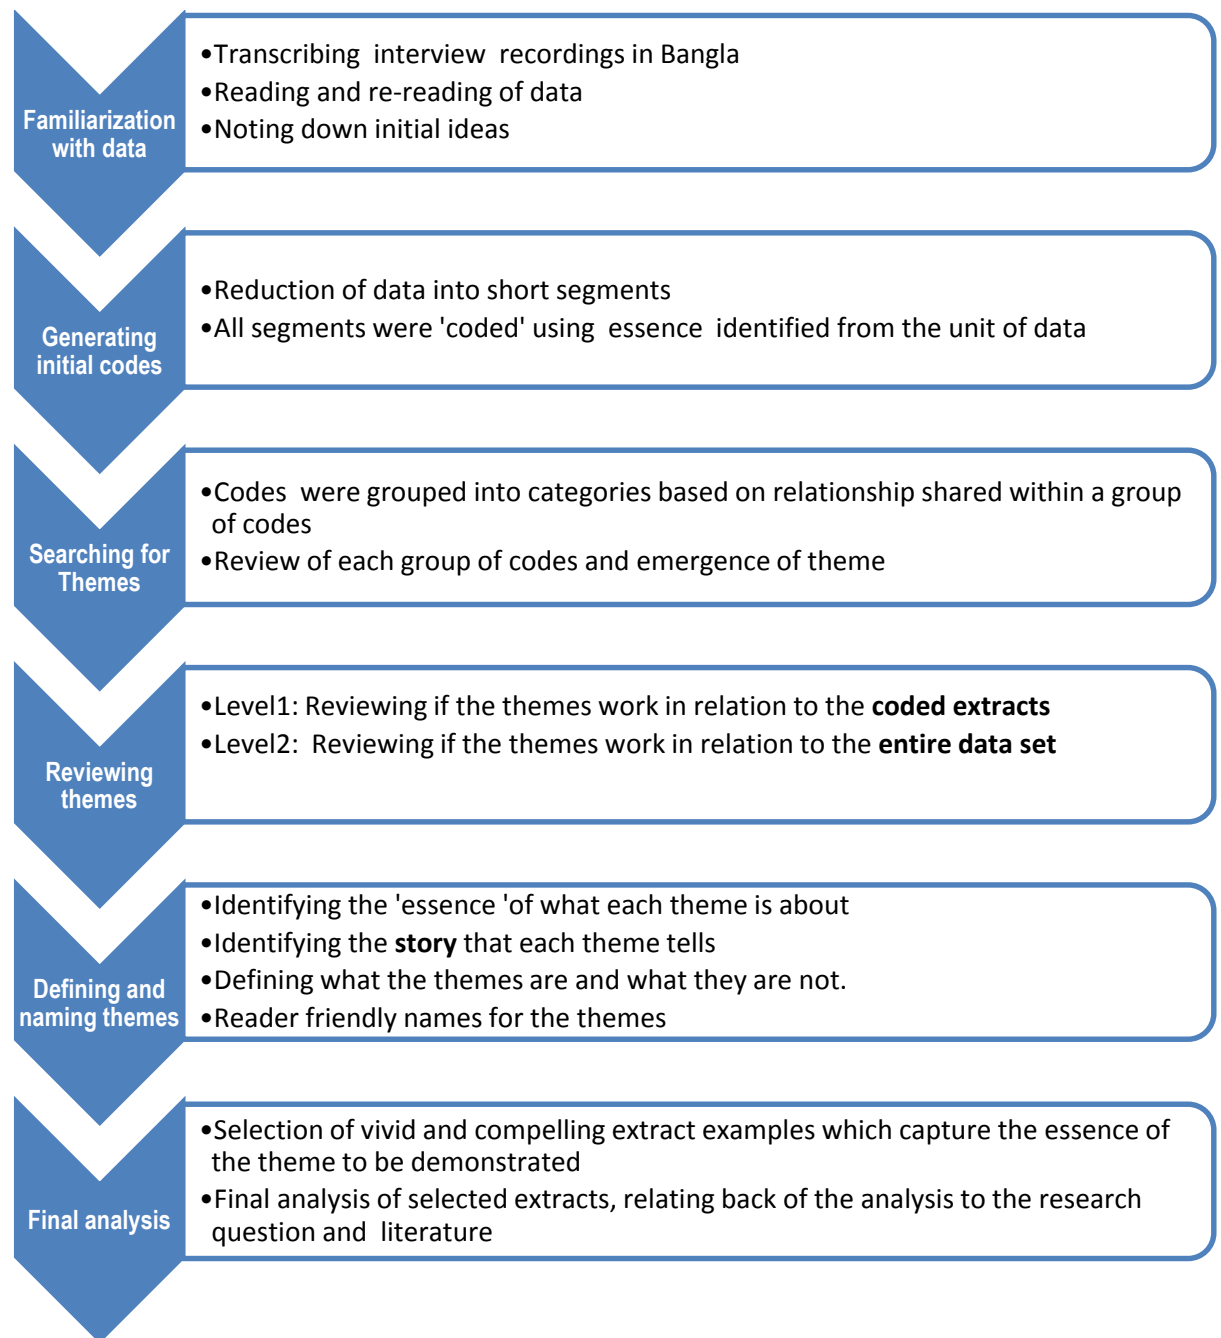 Familiarization
with data
•Transcribing interview recordings in Bangla
•Reading and re-reading of data
•Noting down initial ideas
Generating
initial codes
•Reduction of data into short segments
•All segments were 'coded' using essence identified from the unit of data
Searching for
Themes
•Codes were grouped into categories based on relationship shared within a group
of codes
•Review of each group of codes and emergence of theme
Reviewing
themes
•Level1: Reviewing if the themes work in relation to the coded extracts
•Level2: Reviewing if the themes work in relation to the entire data set
Defining and
naming themes
•Identifying the 'essence 'of what each theme is about
•Identifying the story that each theme tells
•Defining what the themes are and what they are not.
•Reader friendly names for the themes
Final analysis
•Selection of vivid and compelling extract examples which capture the essence of
the theme to be demonstrated
•Final analysis of selected extracts, relating back of the analysis to the research
question and literature